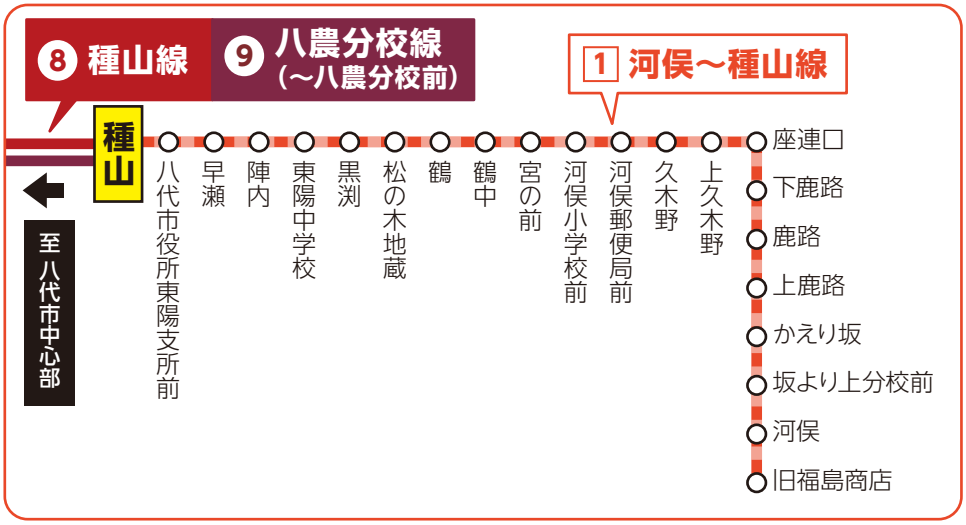 8 種山線
9 八農分校線
(～八農分校前)
1 河俣～種山線
種山
至 八代市中心部
八代市役所東陽支所前
早瀬
陣内
東陽中学校
黒渕
松の木地蔵
鶴
鶴中
宮の前
河俣小学校前
河俣郵便局前
久木野
上久木野
座連口
下鹿路
鹿路
上鹿路
かえり坂
坂より上分校前
河俣
旧福島商店